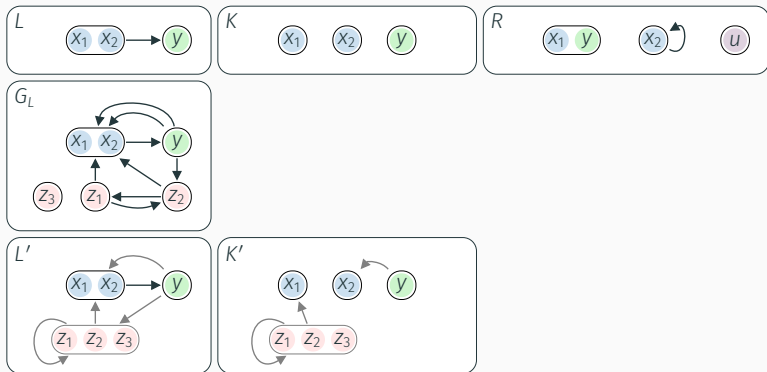 L
x₁ x₂ y
K
x₁ x₂ y
R
x₁ y x₂ u
G_L
x₁ x₂ y
z₃ z₁ z₂
L′
x₁ x₂ y
z₁ z₂ z₃
K′
x₁ x₂ y
z₁ z₂ z₃